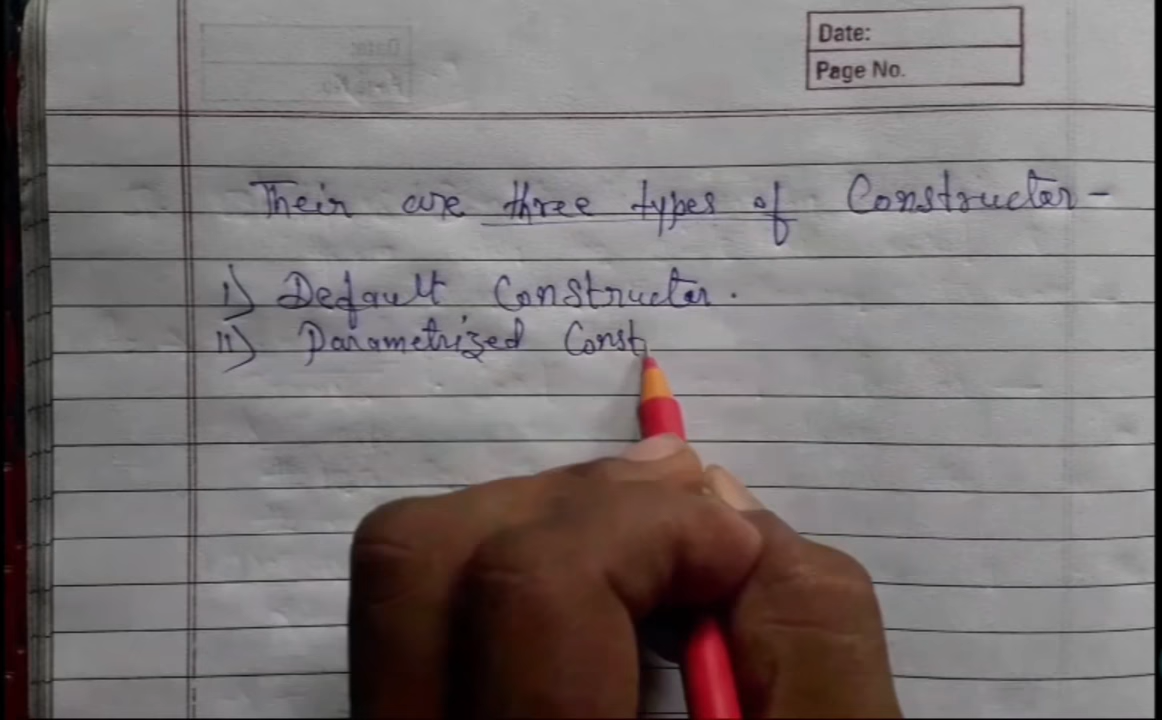 Date:
Page No.
Their are three types of Constructor -
I) Default Constructor.
II) Parametrized Const